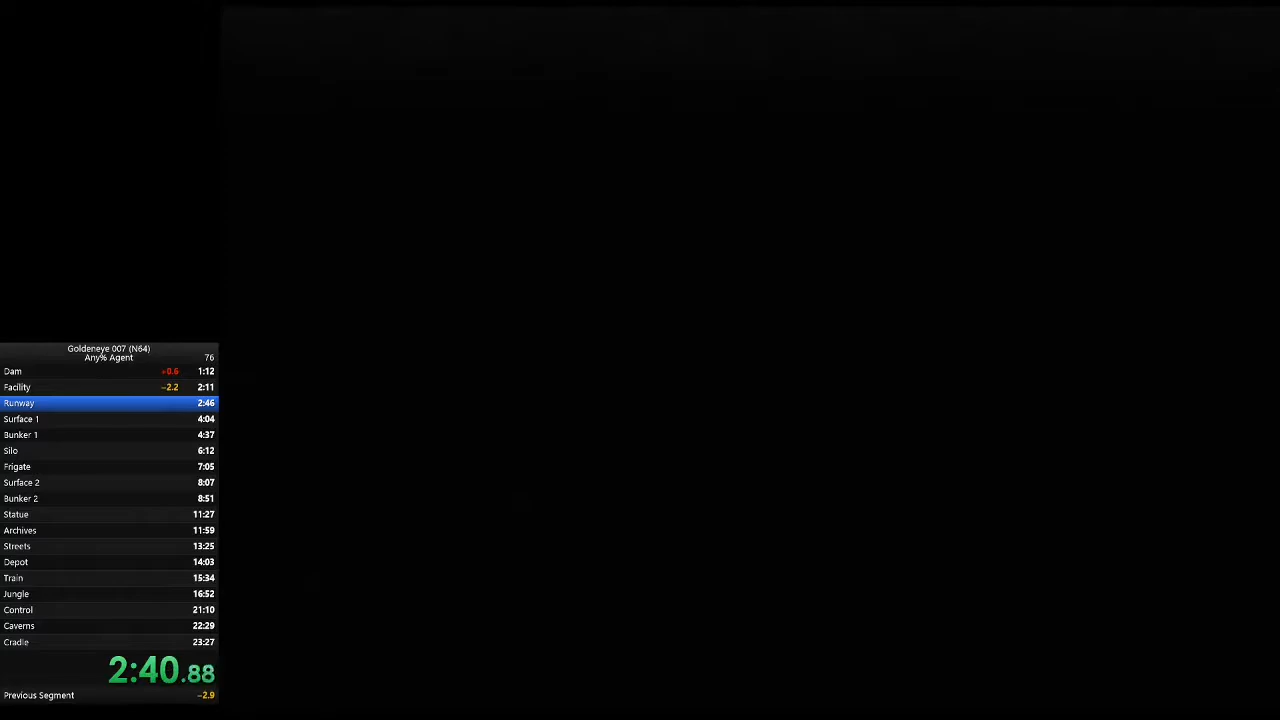 Goldeneye 007 (N64)
Any% Agent 76
Dam +0.6 1:12
Facility −2.2 2:11
Runway 2:46
Surface 1 4:04
Bunker 1 4:37
Silo 6:12
Frigate 7:05
Surface 2 8:07
Bunker 2 8:51
Statue 11:27
Archives 11:59
Streets 13:25
Depot 14:03
Train 15:34
Jungle 16:52
Control 21:10
Caverns 22:29
Cradle 23:27
2:40.88
Previous Segment −2.9